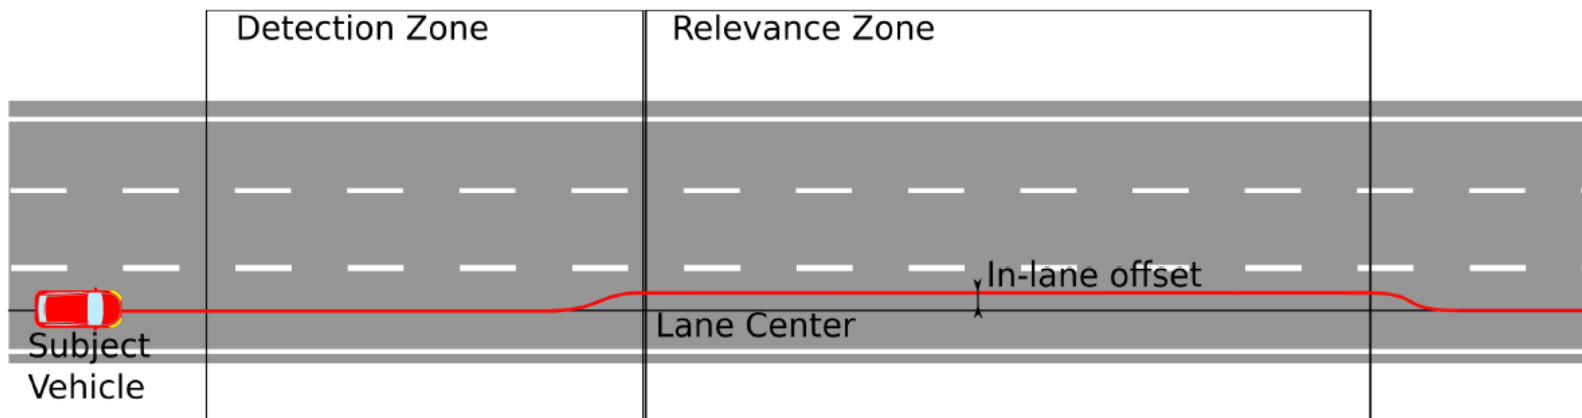 Detection Zone
Relevance Zone
In-lane offset
Lane Center
Subject
Vehicle